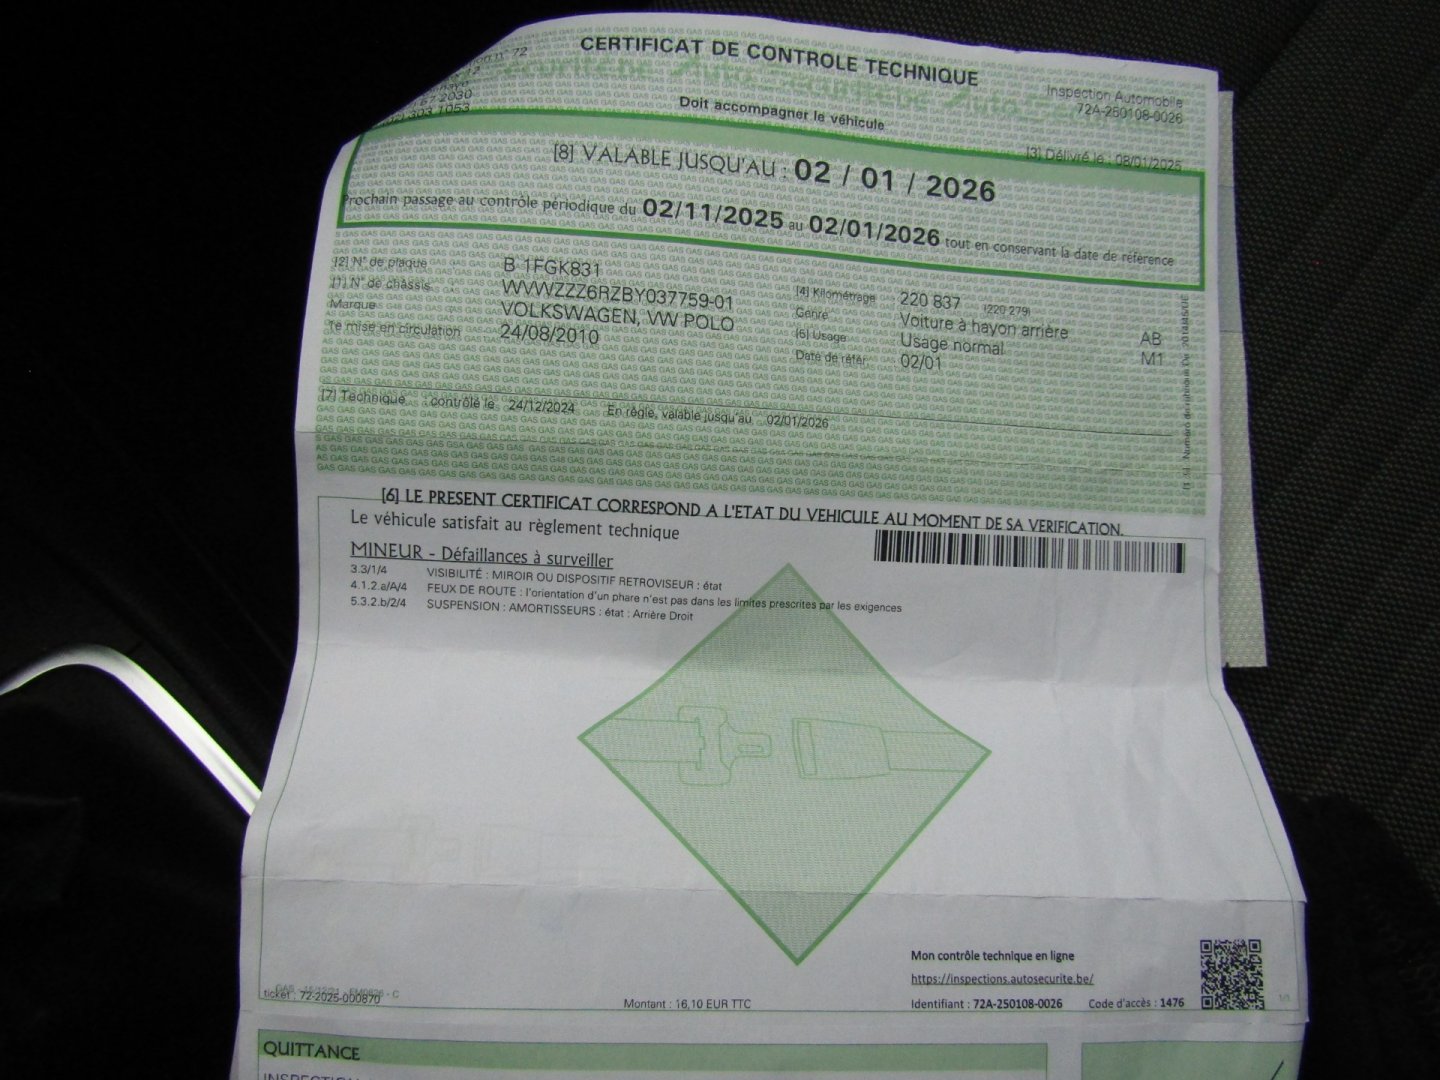 CERTIFICAT DE CONTROLE TECHNIQUE
Doit accompagner le véhicule
Inspection Automobile
72A-250108-0026
[3] Délivré le : 08/01/2025
n° 72
2030
303 1053
[8] VALABLE JUSQU'AU : 02 / 01 / 2026
Prochain passage au contrôle périodique du 02/11/2025 au 02/01/2026 tout en conservant la date de référence
[2] N° de plaque B 1FGK831
[1] N° de châssis WVWZZZ6RZBY037759-01
Marque VOLKSWAGEN, VW POLO
1e mise en circulation 24/08/2010
[4] Kilométrage 220 837 (220 279)
Genre Voiture à hayon arrière AB
[6] Usage Usage normal M1
Date de référ. 02/01
[7] Technique : contrôlé le 24/12/2024 En règle, valable jusqu'au 02/01/2026
[6] LE PRESENT CERTIFICAT CORRESPOND A L'ETAT DU VEHICULE AU MOMENT DE SA VERIFICATION.
Le véhicule satisfait au règlement technique
MINEUR - Défaillances à surveiller
3.3/1/4 VISIBILITÉ : MIROIR OU DISPOSITIF RETROVISEUR : état
4.1.2.a/A/4 FEUX DE ROUTE : l'orientation d'un phare n'est pas dans les limites prescrites par les exigences
5.3.2.b/2/4 SUSPENSION : AMORTISSEURS : état : Arrière Droit
Mon contrôle technique en ligne
https://inspections.autosecurite.be/
Identifiant : 72A-250108-0026 Code d'accès : 1476
ticket : 72-2025-000870
Montant : 16,10 EUR TTC
1/1
QUITTANCE